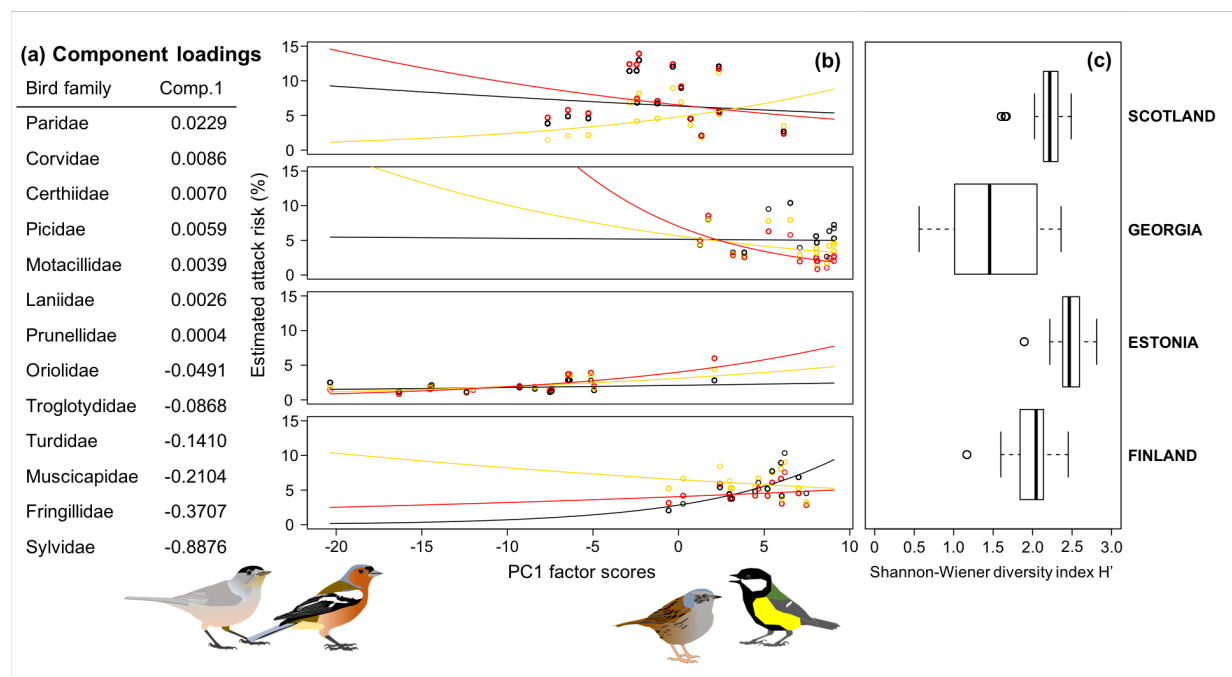 (a) Component loadings
Bird family Comp.1
Paridae 0.0229
Corvidae 0.0086
Certhiidae 0.0070
Picidae 0.0059
Motacillidae 0.0039
Laniidae 0.0026
Prunellidae 0.0004
Oriolidae -0.0491
Troglotydidae -0.0868
Turdidae -0.1410
Muscicapidae -0.2104
Fringillidae -0.3707
Sylvidae -0.8876
Estimated attack risk (%)
(b)
15
10
5
0
15
10
5
0
15
10
5
0
15
10
5
0
-20 -15 -10 -5 0 5 10
PC1 factor scores
(c)
SCOTLAND
GEORGIA
ESTONIA
FINLAND
0 0.5 1.0 1.5 2.0 2.5 3.0
Shannon-Wiener diversity index H'